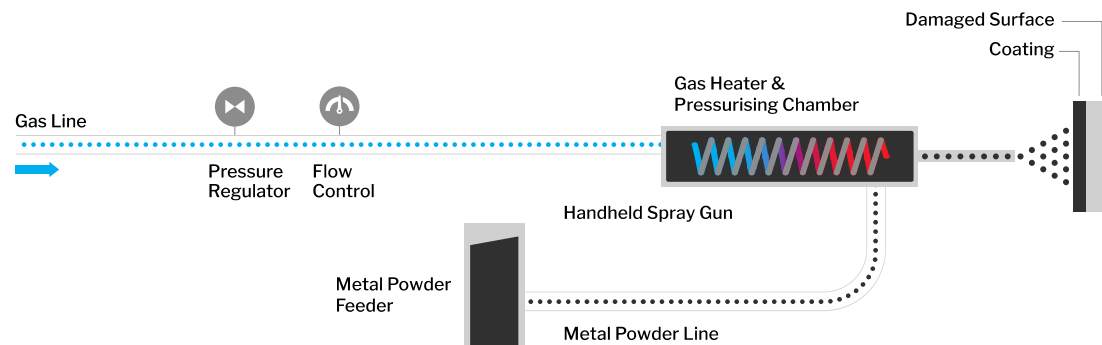 Damaged Surface
Coating
Gas Heater &
Pressurising Chamber
Gas Line
Pressure
Regulator
Flow
Control
Handheld Spray Gun
Metal Powder
Feeder
Metal Powder Line